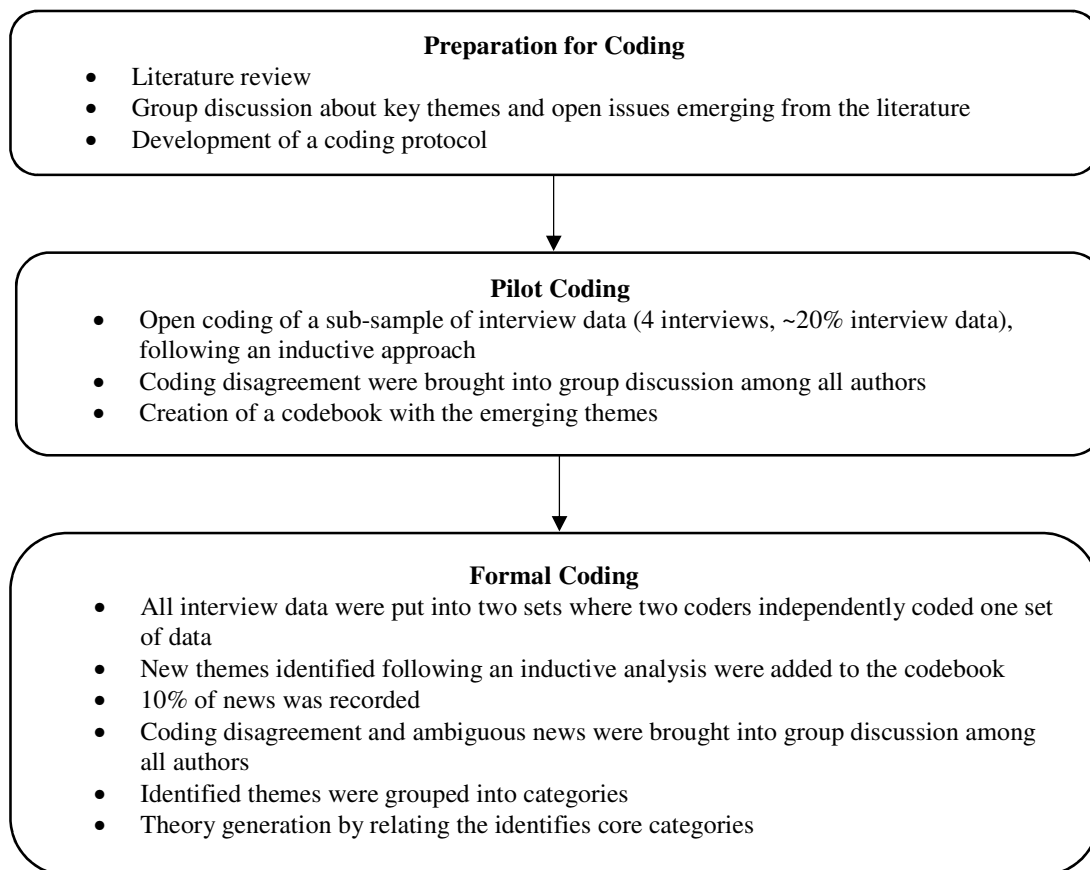 Preparation for Coding
• Literature review
• Group discussion about key themes and open issues emerging from the literature
• Development of a coding protocol
Pilot Coding
• Open coding of a sub-sample of interview data (4 interviews, ~20% interview data),
following an inductive approach
• Coding disagreement were brought into group discussion among all authors
• Creation of a codebook with the emerging themes
Formal Coding
• All interview data were put into two sets where two coders independently coded one set
of data
• New themes identified following an inductive analysis were added to the codebook
• 10% of news was recorded
• Coding disagreement and ambiguous news were brought into group discussion among
all authors
• Identified themes were grouped into categories
• Theory generation by relating the identifies core categories